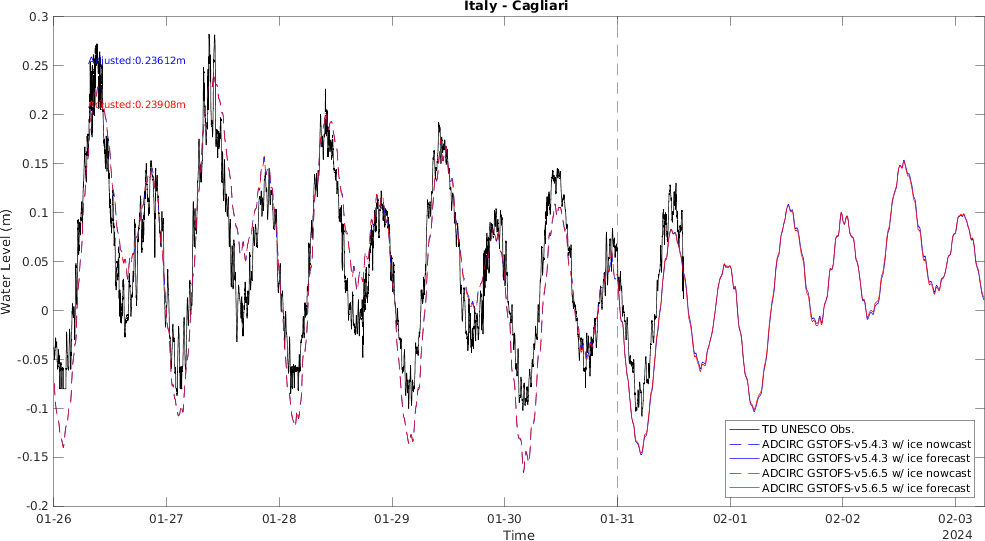 Italy - Cagliari
0.3
0.25
0.2
0.15
0.1
0.05
0
-0.05
-0.1
-0.15
-0.2
Water Level (m)
Adjusted:0.23612m
Adjusted:0.23908m
TD UNESCO Obs.
ADCIRC GSTOFS-v5.4.3 w/ ice nowcast
ADCIRC GSTOFS-v5.4.3 w/ ice forecast
ADCIRC GSTOFS-v5.6.5 w/ ice nowcast
ADCIRC GSTOFS-v5.6.5 w/ ice forecast
01-26 01-27 01-28 01-29 01-30 01-31 02-01 02-02 02-03
Time
2024